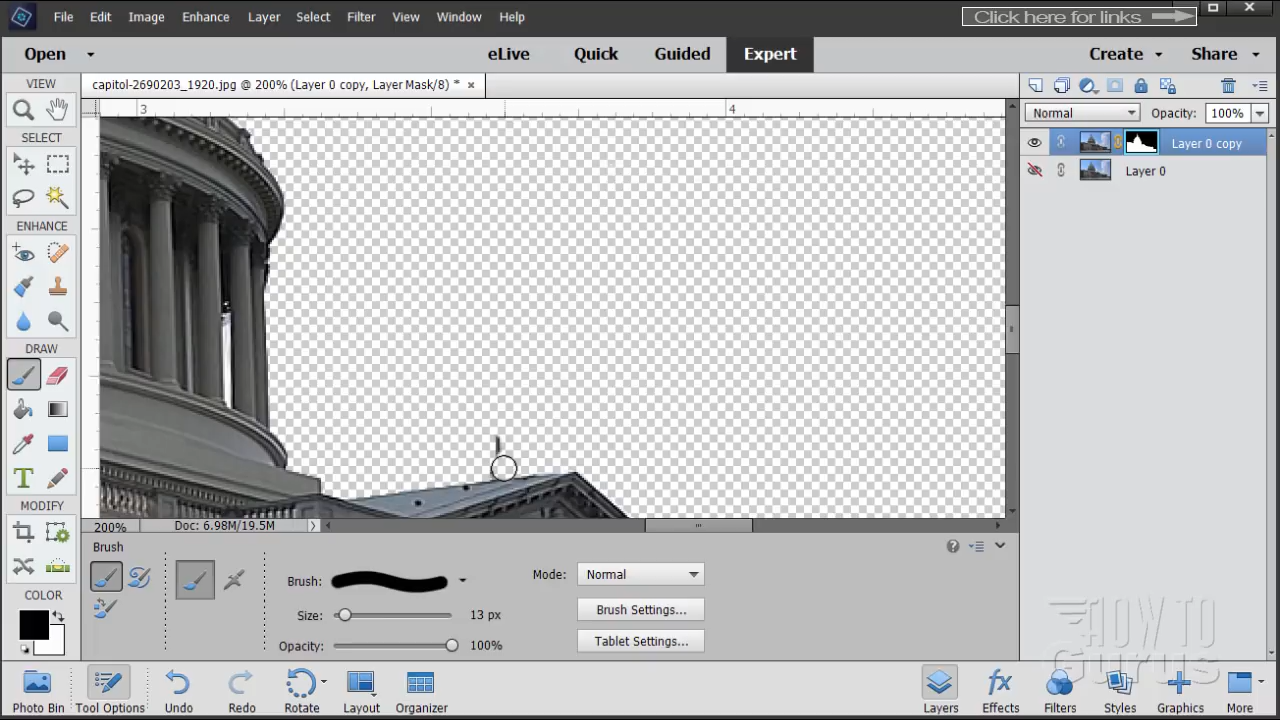 File Edit Image Enhance Layer Select Filter View Window Help
Click here for links
Open eLive Quick Guided Expert Create Share
VIEW
capitol-2690203_1920.jpg @ 200% (Layer 0 copy, Layer Mask/8) * ×
3 4
Normal Opacity: 100%
SELECT
Layer 0 copy
Layer 0
ENHANCE
DRAW
T
MODIFY
200% Doc: 6.98M/19.5M
Brush
Brush: Mode: Normal
COLOR
Size: 13 px Brush Settings...
Opacity: 100% Tablet Settings...
HOW TO
Gurus
Photo Bin Tool Options Undo Redo Rotate Layout Organizer Layers Effects Filters Styles Graphics More